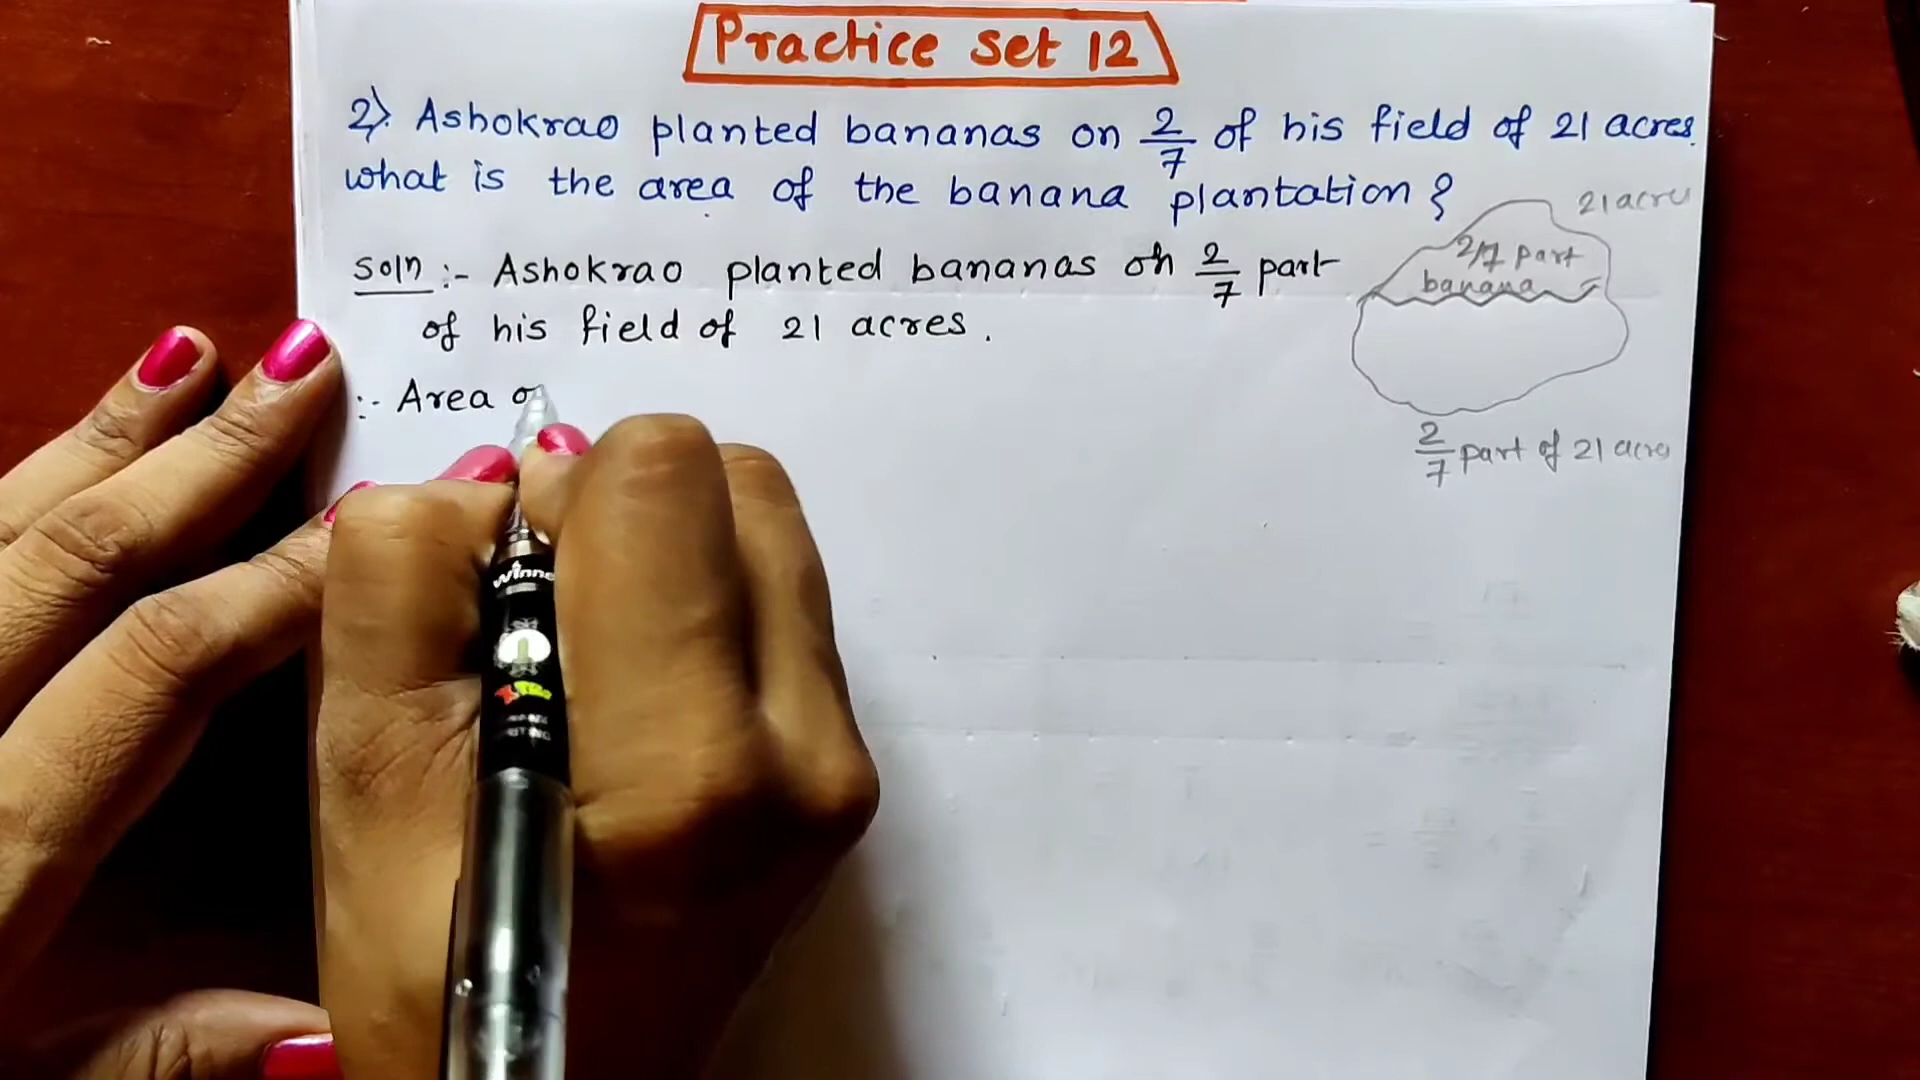 Practice Set 12
2). Ashokrao planted bananas on 2/7 of his field of 21 acres.
what is the area of the banana plantation ?
21 acres
2/7 part
banana
Soln :- Ashokrao planted bananas on 2/7 part
of his field of 21 acres.
:- Area o
2/7 part of 21 acres
Winne